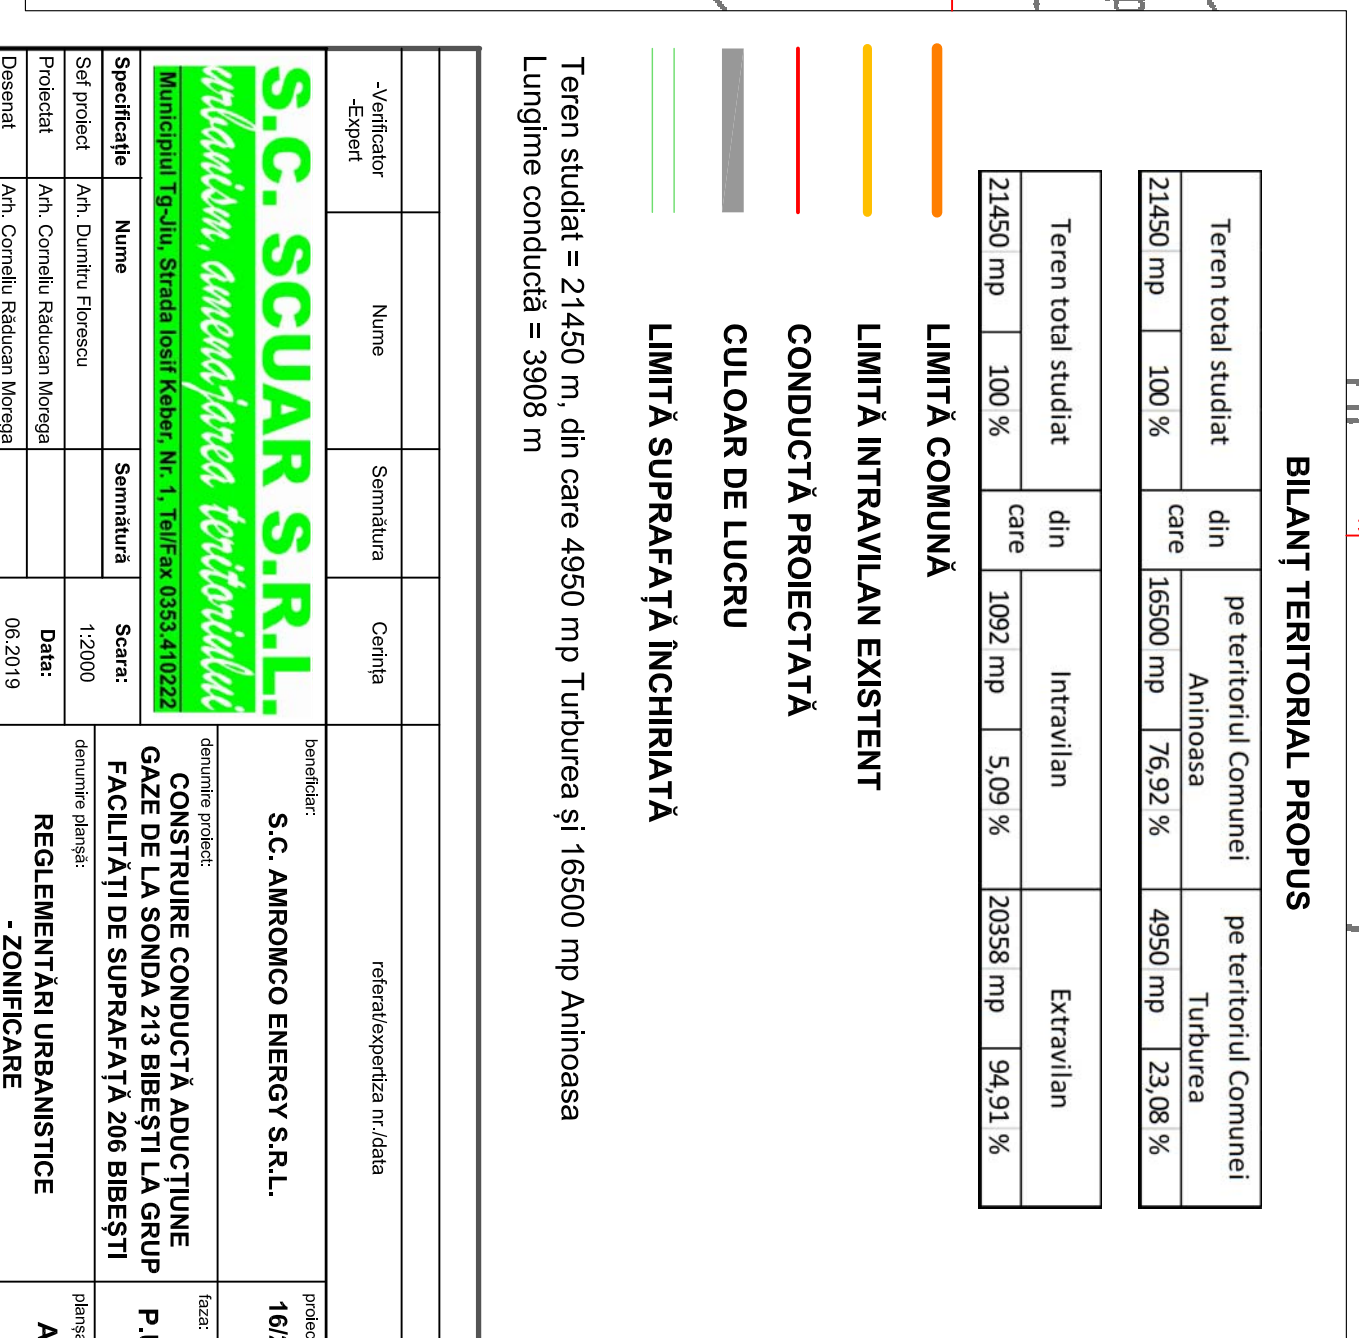 BILANȚ TERITORIAL PROPUS
Teren total studiat din care pe teritoriul Comunei Aninoasa pe teritoriul Comunei Turburea
21450 mp 100 % 16500 mp 76,92 % 4950 mp 23,08 %
Teren total studiat din care Intravilan Extravilan
21450 mp 100 % 1092 mp 5,09 % 20358 mp 94,91 %
LIMITĂ COMUNĂ
LIMITĂ INTRAVILAN EXISTENT
CONDUCTĂ PROIECTATĂ
CULOAR DE LUCRU
LIMITĂ SUPRAFAȚĂ ÎNCHIRIATĂ
Teren studiat = 21450 m, din care 4950 mp Turburea și 16500 mp Aninoasa
Lungime conductă = 3908 m
-Verificator
-Expert
Nume
Semnătura
Cerința
referat/expertiza nr./data
S.C. SCUAR S.R.L.
urbanism, amenajarea teritoriului
Municipiul Tg-Jiu, Strada Iosif Keber, Nr. 1, Tel/Fax 0353.410222
beneficiar:
S.C. AMROMCO ENERGY S.R.L.
Specificație Nume Semnătură Scara:
Sef proiect Arh. Dumitru Florescu 1:2000
Proiectat Arh. Corneliu Răducan Morega Data:
Desenat Arh. Corneliu Răducan Morega 06.2019
denumire proiect:
CONSTRUIRE CONDUCTĂ ADUCȚIUNE
GAZE DE LA SONDA 213 BIBEȘTI LA GRUP
FACILITĂȚI DE SUPRAFAȚĂ 206 BIBEȘTI
denumire planșă:
REGLEMENTĂRI URBANISTICE
- ZONIFICARE
faza: